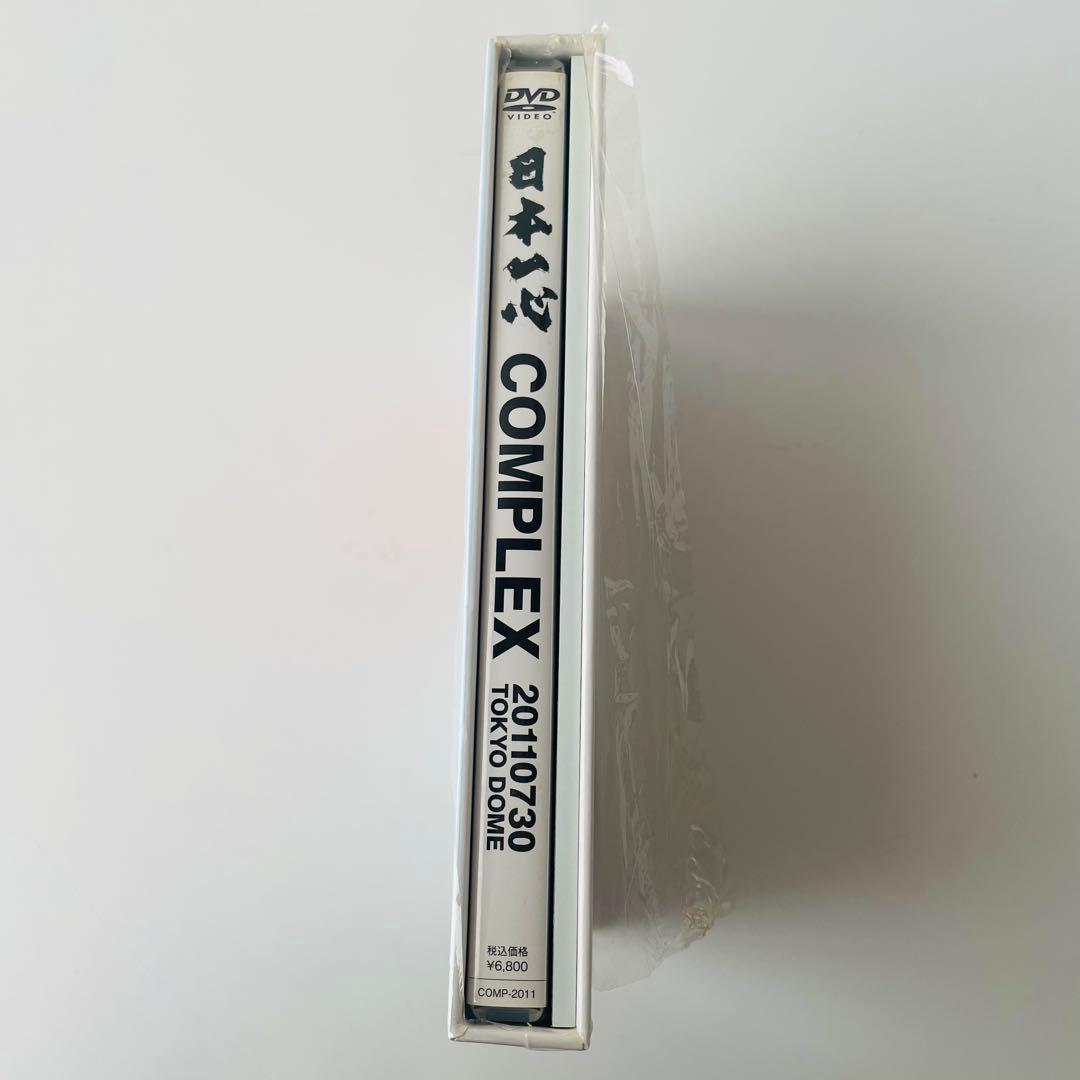 DVD
VIDEO
日本一心
COMPLEX
20110730
TOKYO DOME
税込価格
¥6,800
COMP-2011